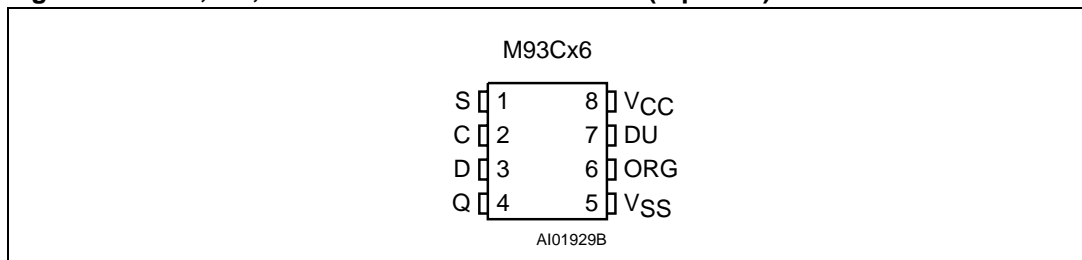 M93Cx6
S 1 8 VCC
C 2 7 DU
D 3 6 ORG
Q 4 5 VSS
AI01929B